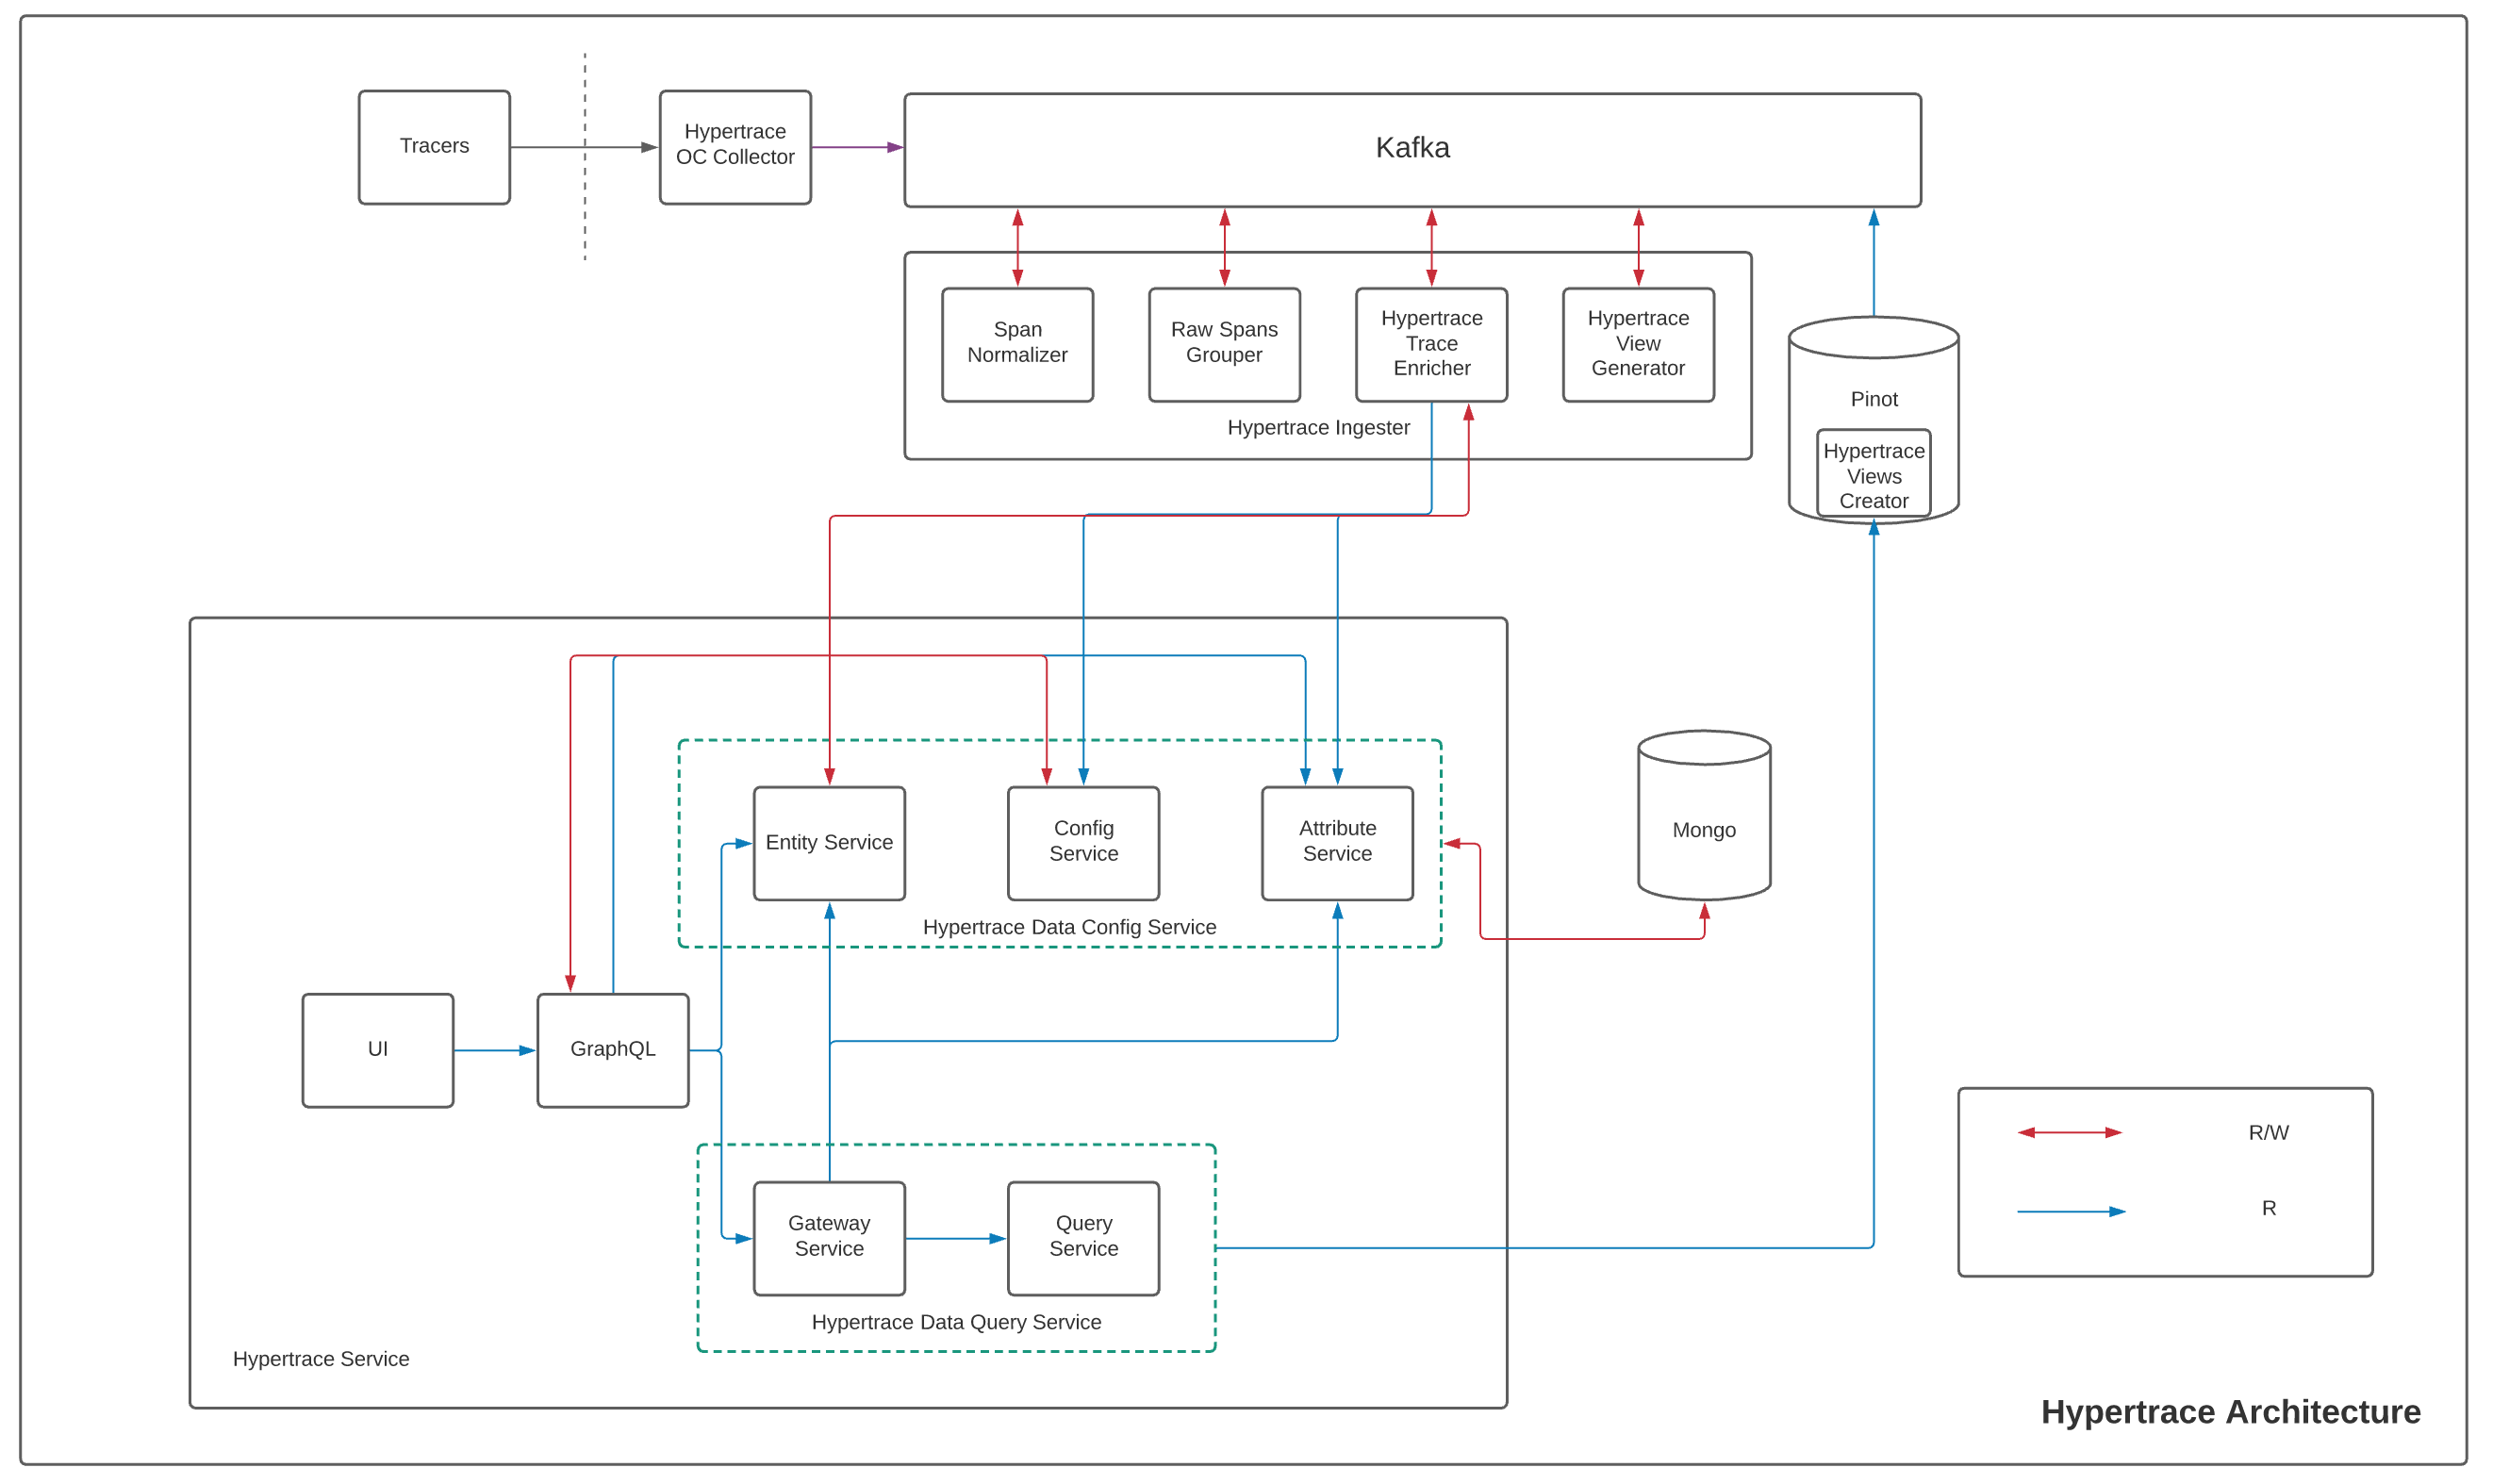 Tracers
Hypertrace
OC Collector
Kafka
Span
Normalizer
Raw Spans
Grouper
Hypertrace
Trace
Enricher
Hypertrace
View
Generator
Hypertrace Ingester
Pinot
Hypertrace
Views
Creator
Entity Service
Config
Service
Attribute
Service
Hypertrace Data Config Service
Mongo
UI
GraphQL
Gateway
Service
Query
Service
Hypertrace Data Query Service
Hypertrace Service
R/W
R
Hypertrace Architecture